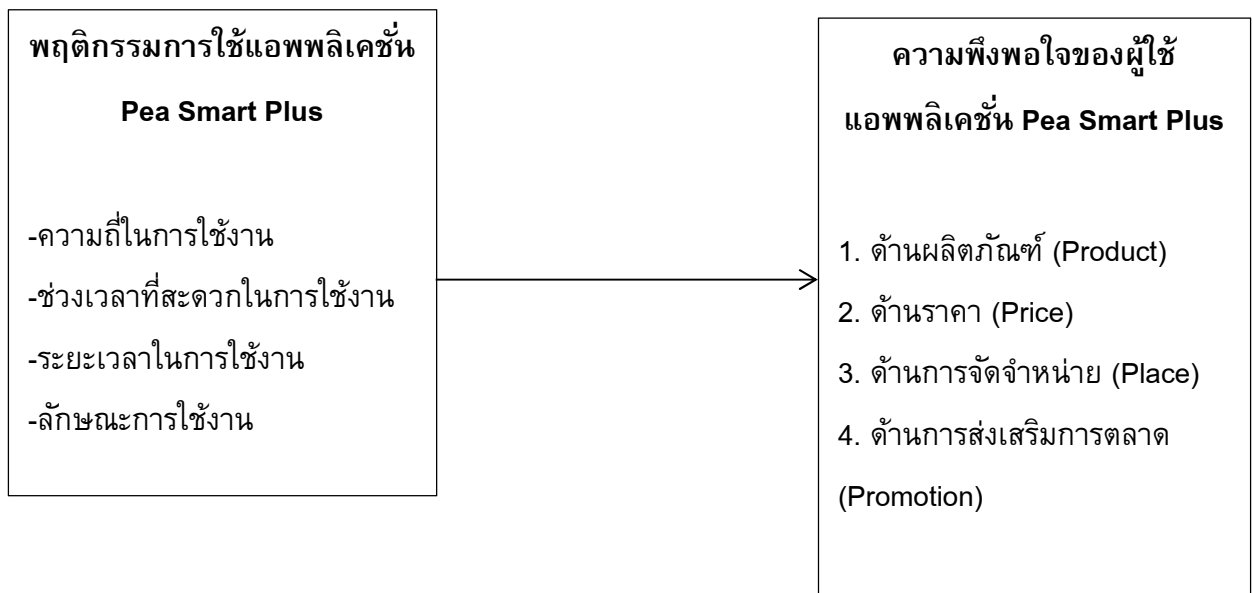 พฤติกรรมการใช้แอพพลิเคชั่น
Pea Smart Plus
-ความถี่ในการใช้งาน
-ช่วงเวลาที่สะดวกในการใช้งาน
-ระยะเวลาในการใช้งาน
-ลักษณะการใช้งาน
ความพึงพอใจของผู้ใช้
แอพพลิเคชั่น Pea Smart Plus
1. ด้านผลิตภัณฑ์ (Product)
2. ด้านราคา (Price)
3. ด้านการจัดจำหน่าย (Place)
4. ด้านการส่งเสริมการตลาด
(Promotion)